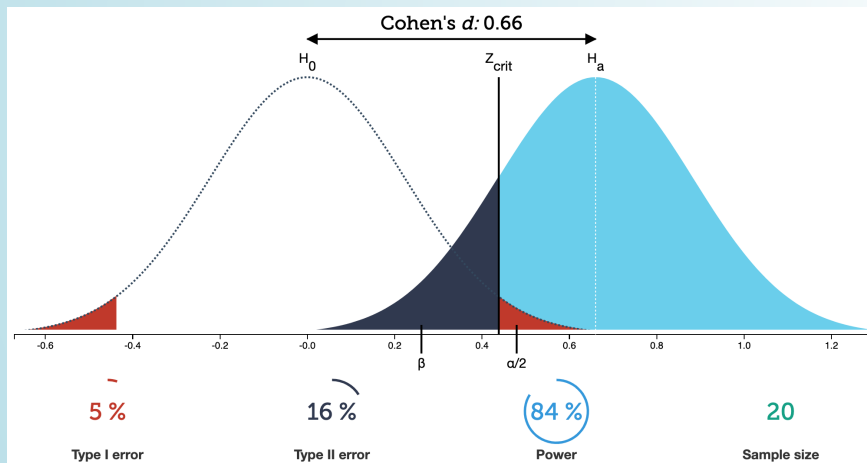 Cohen's d: 0.66
H0 Zcrit Ha
-0.6 -0.4 -0.2 -0.0 0.2 0.4 0.6 0.8 1.0 1.2
β α/2
5 % 16 % 84 % 20
Type I error Type II error Power Sample size